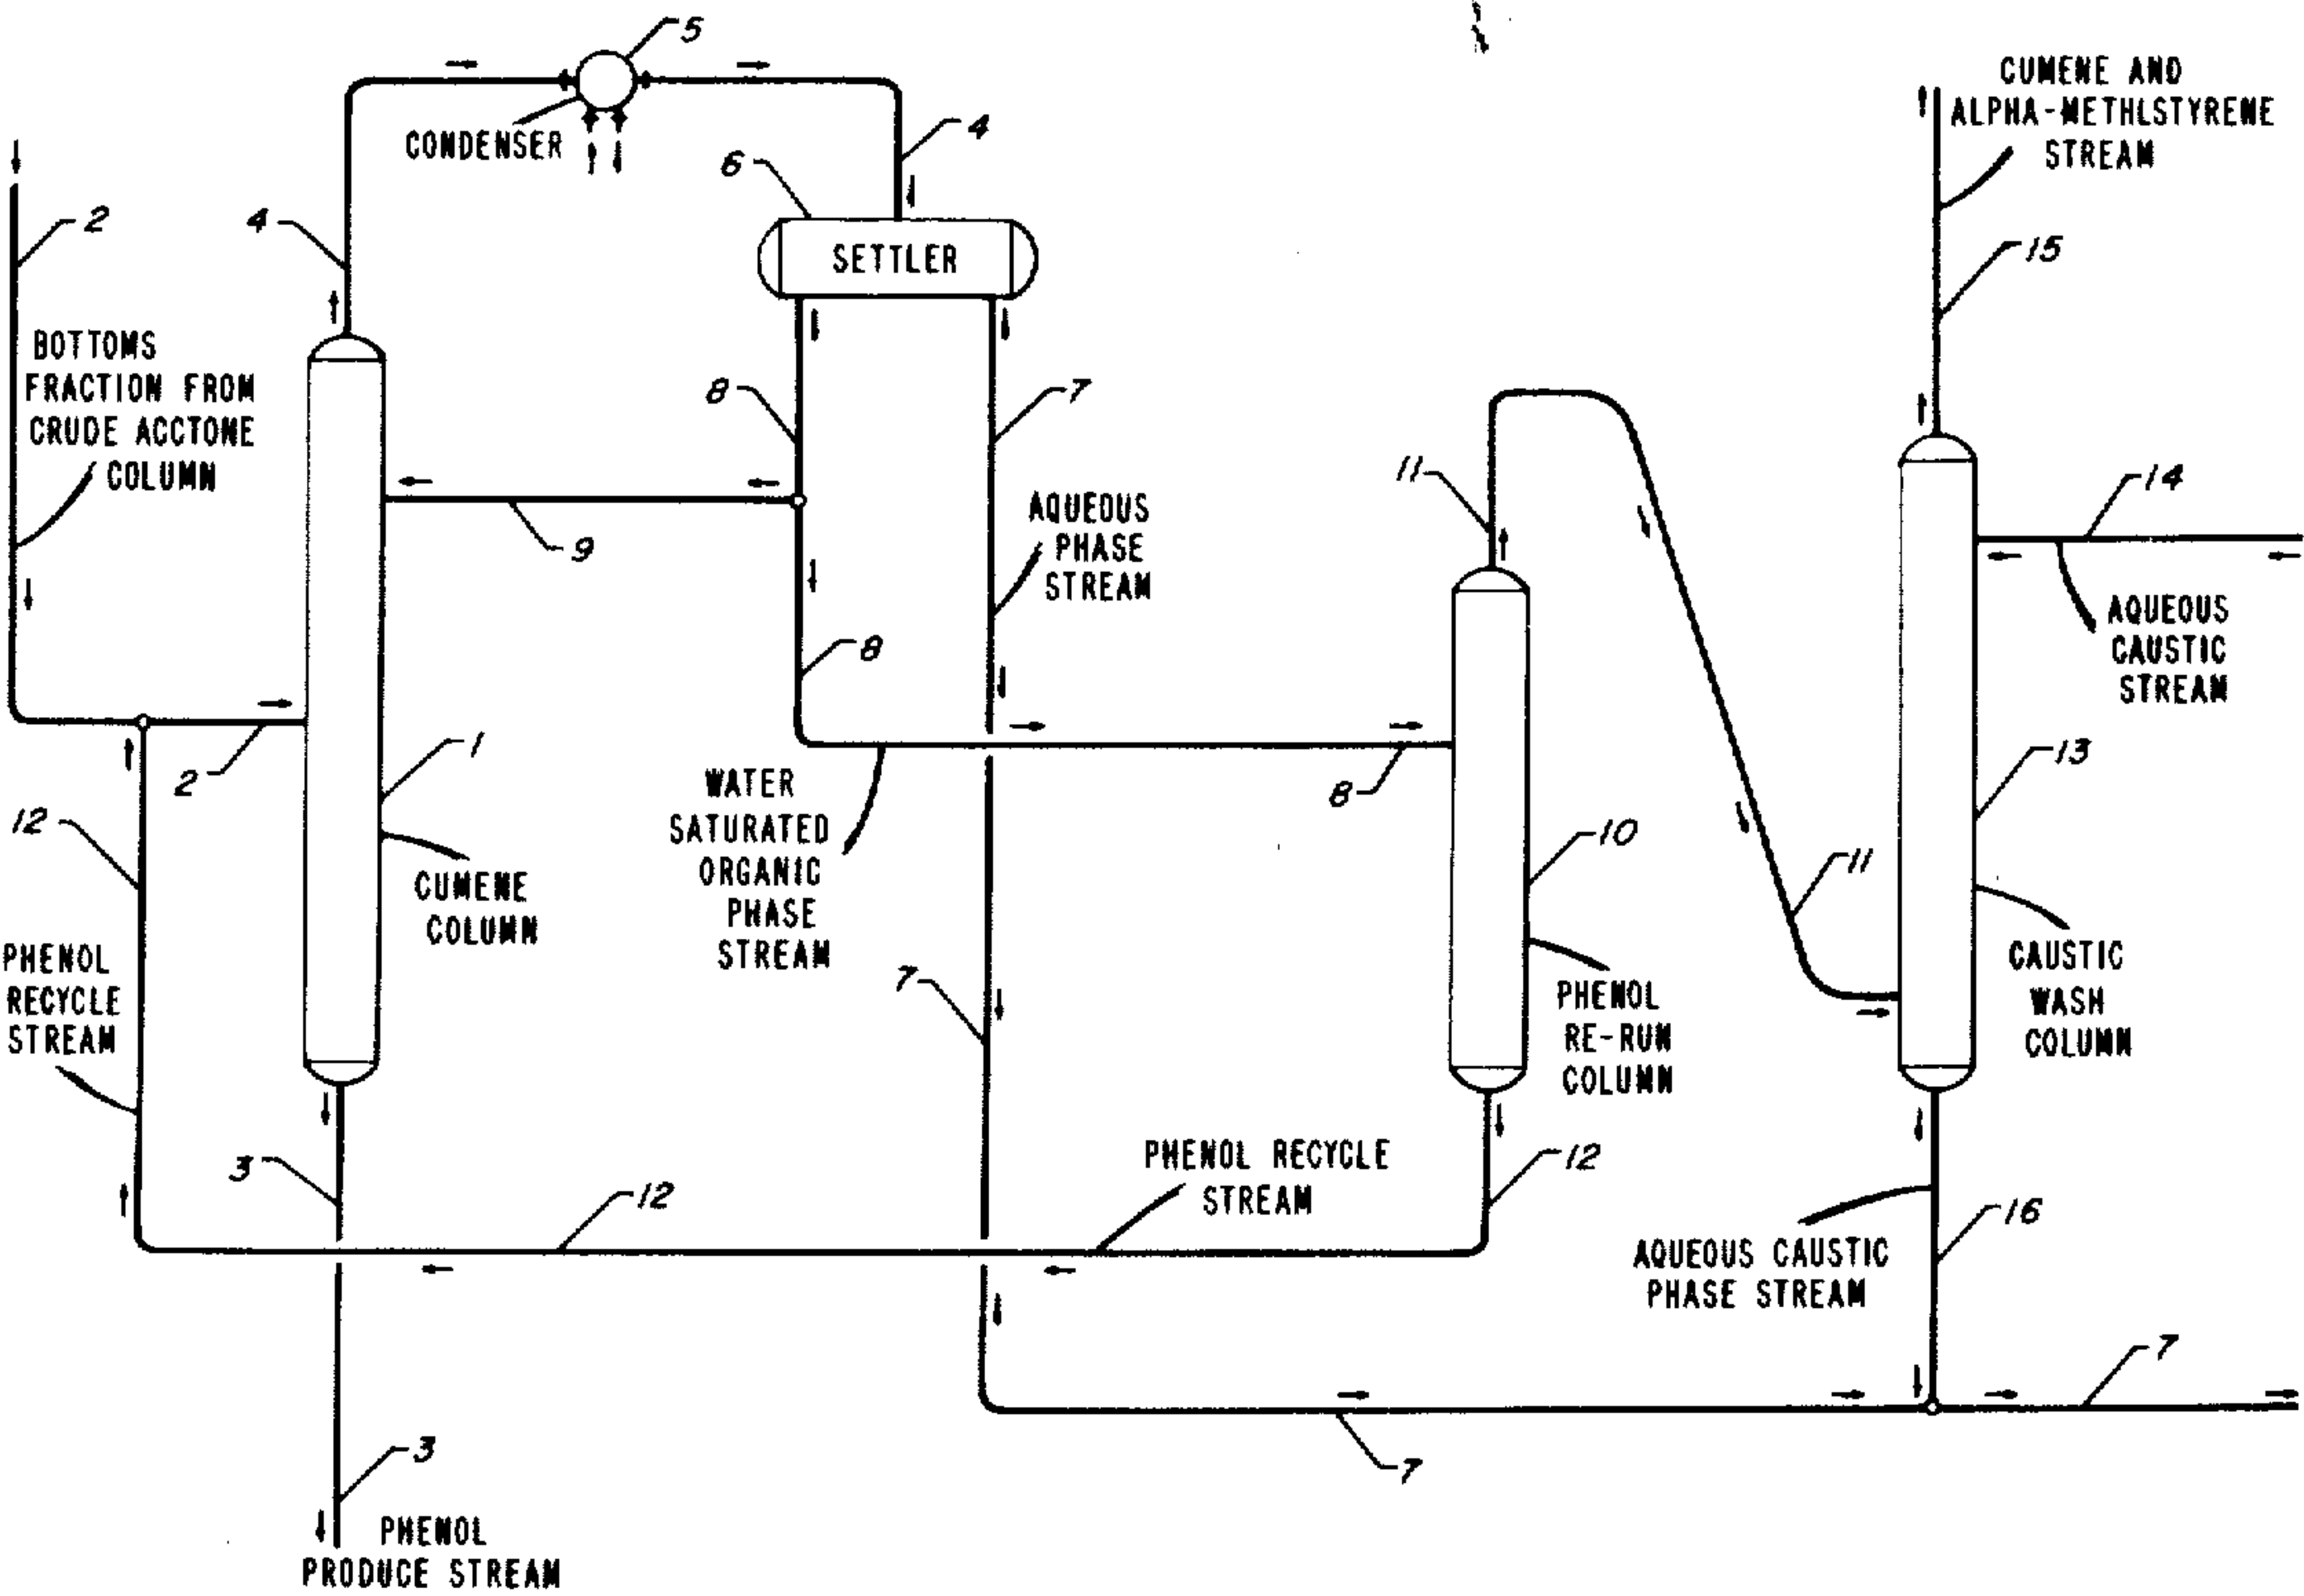 5
CONDENSER
4
6
2
4
SETTLER
CUMENE AND
ALPHA-METHLSTYRENE
STREAM
15
BOTTOMS
FRACTION FROM
CRUDE ACCTONE
COLUMN
8
7
11
14
9
AQUEOUS
PHASE
STREAM
AQUEOUS
CAUSTIC
STREAM
8
2
1
8
13
12
WATER
SATURATED
ORGANIC
PHASE
STREAM
10
11
CUMENE
COLUMN
PHENOL
RECYCLE
STREAM
7
PHENOL
RE-RUN
COLUMN
CAUSTIC
WASH
COLUMN
3
12
PHENOL RECYCLE
STREAM
12
16
AQUEOUS CAUSTIC
PHASE STREAM
7
3
7
PHENOL
PRODUCE STREAM